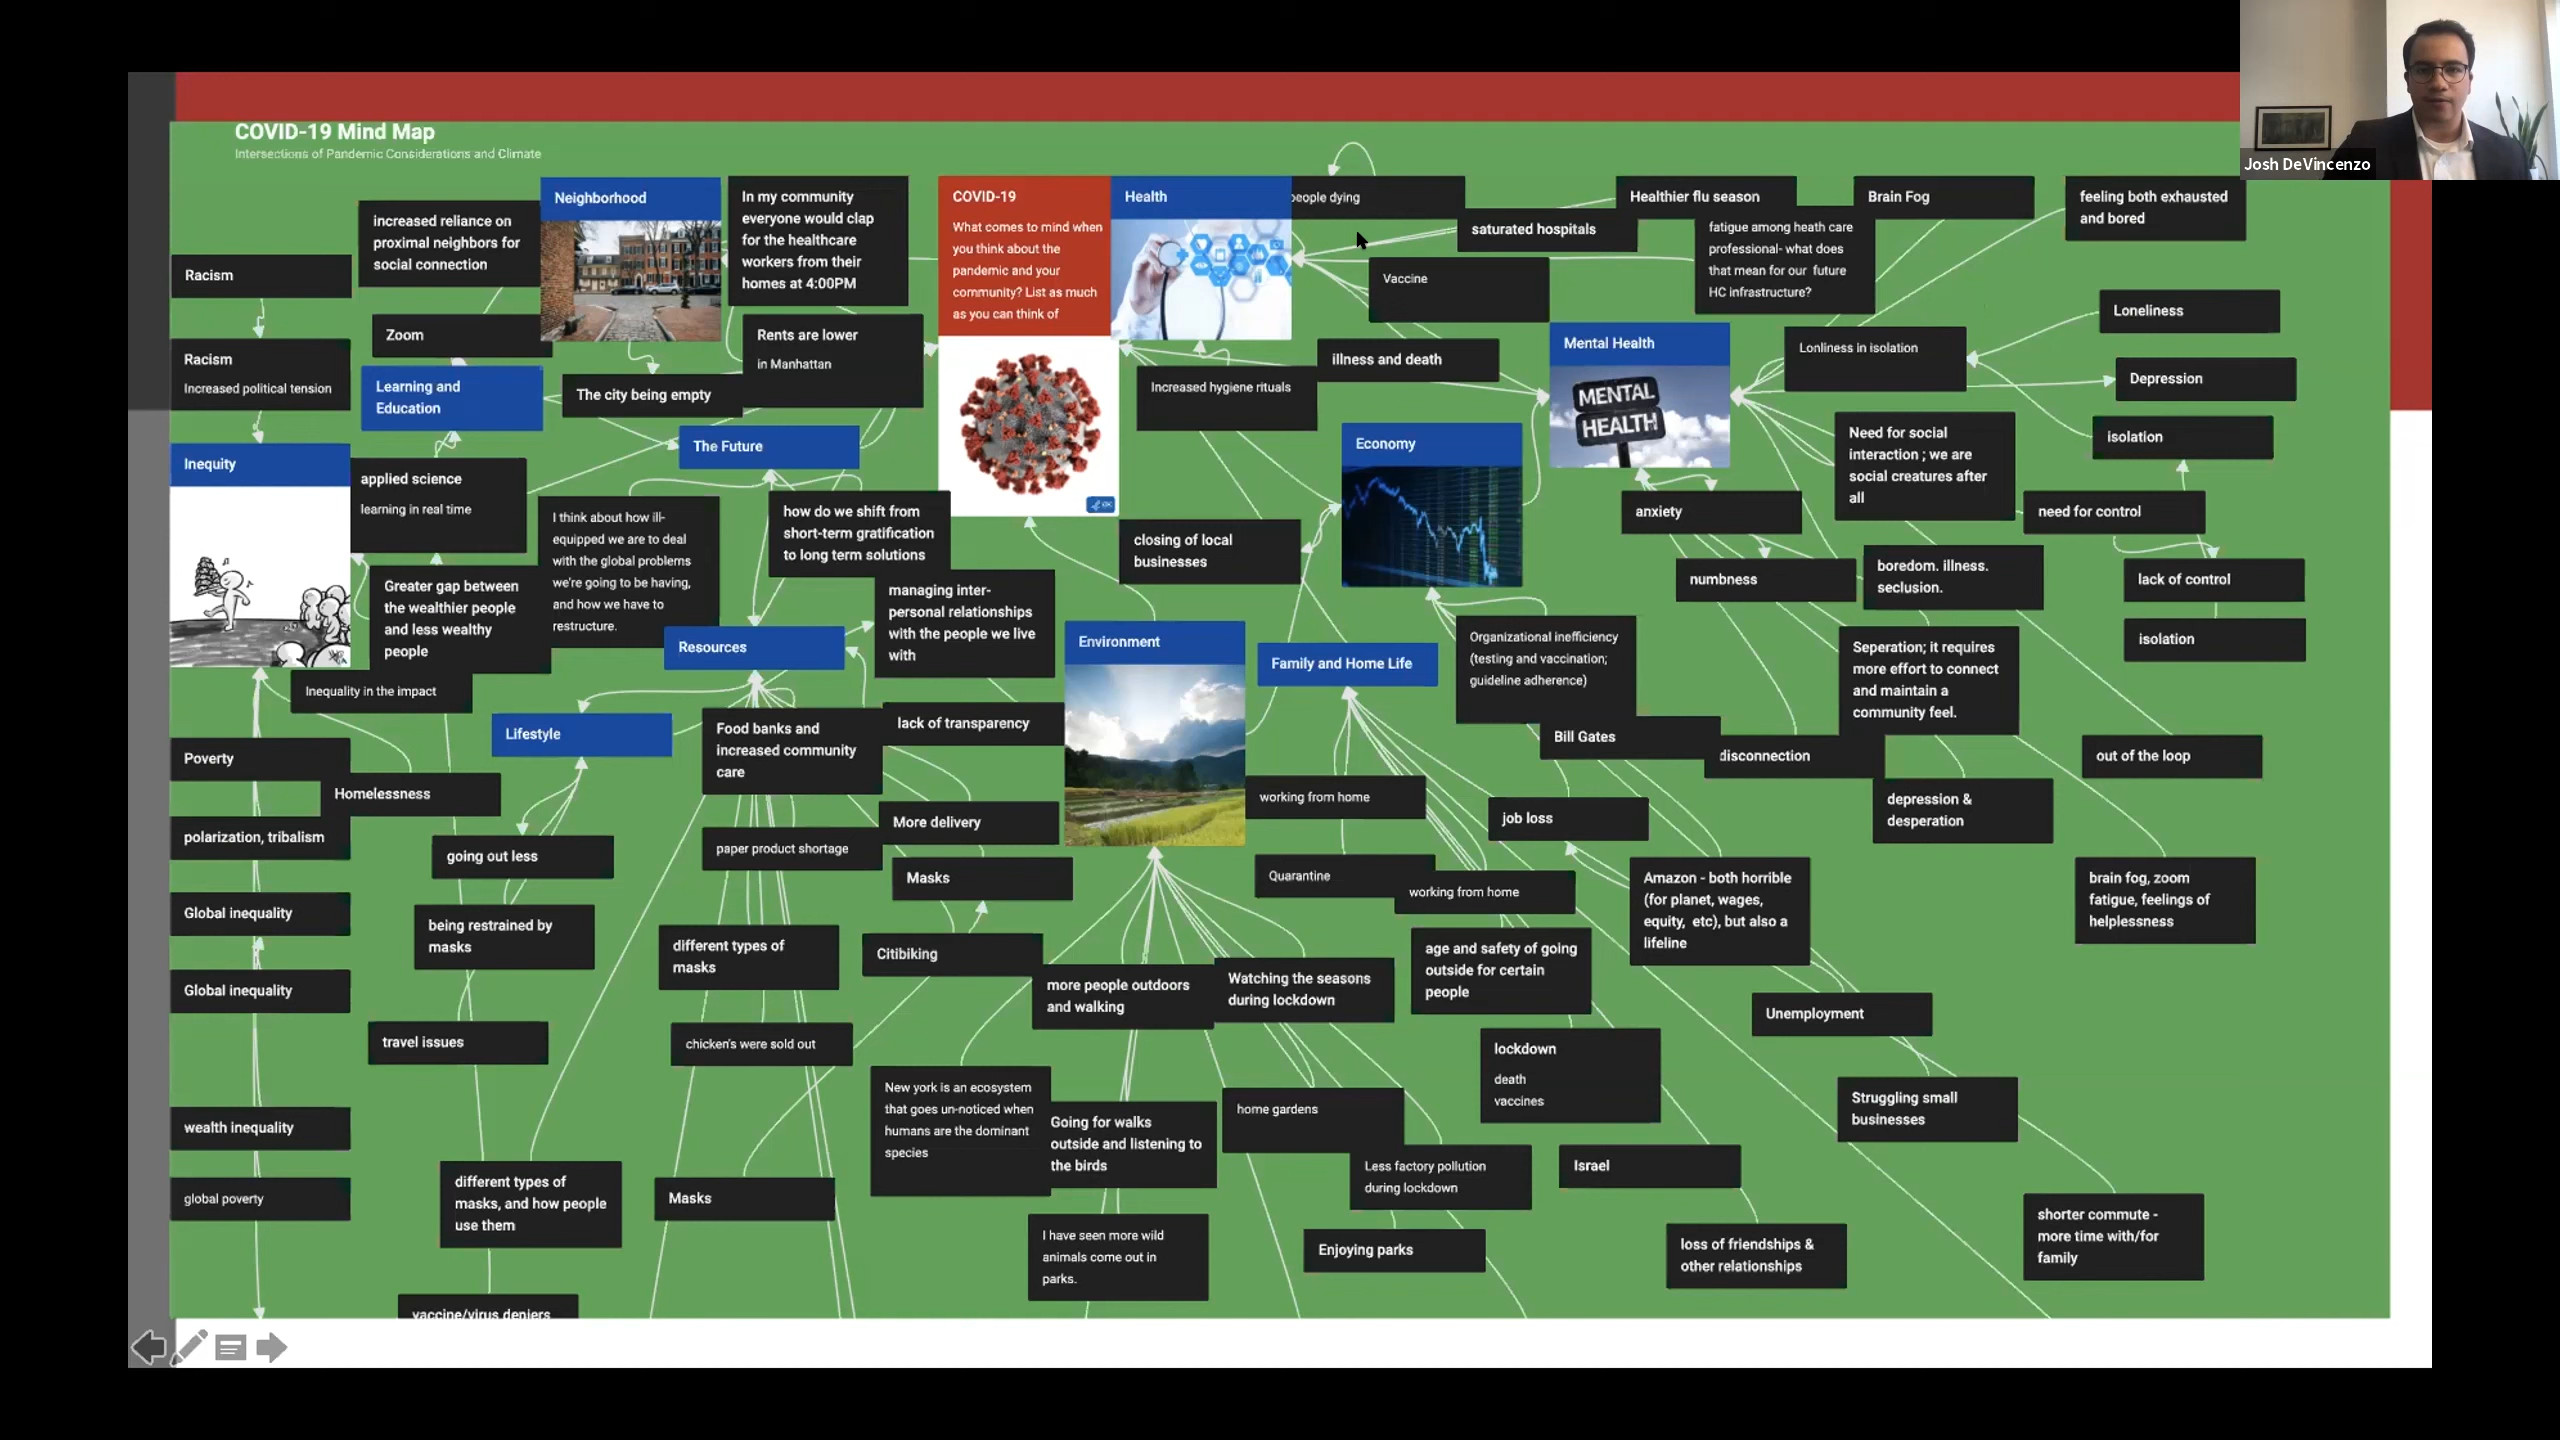 Josh DeVincenzo
COVID-19 Mind Map
Intersections of Pandemic Considerations and Climate
Racism
Racism
Increased political tension
Inequity
increased reliance on
proximal neighbors for
social connection
Zoom
Learning and
Education
applied science
learning in real time
Greater gap between
the wealthier people
and less wealthy
people
Inequality in the impact
Poverty
Homelessness
polarization, tribalism
Global inequality
Global inequality
wealth inequality
global poverty
Neighborhood
In my community
everyone would clap
for the healthcare
workers from their
homes at 4:00PM
Rents are lower
in Manhattan
The city being empty
The Future
I think about how ill-
equipped we are to deal
with the global problems
we're going to be having,
and how we have to
restructure.
how do we shift from
short-term gratification
to long term solutions
Resources
managing inter-
personal relationships
with the people we live
with
Lifestyle
going out less
being restrained by
masks
travel issues
different types of
masks, and how people
use them
vaccine/virus deniers
Food banks and
increased community
care
lack of transparency
paper product shortage
More delivery
Masks
different types of
masks
Citibiking
chicken's were sold out
Masks
COVID-19
What comes to mind when
you think about the
pandemic and your
community? List as much
as you can think of
CDC
Health
people dying
saturated hospitals
Healthier flu season
Brain Fog
feeling both exhausted
and bored
Vaccine
fatigue among heath care
professional- what does
that mean for our future
HC infrastructure?
illness and death
Increased hygiene rituals
Mental Health
MENTAL
HEALTH
Lonliness in isolation
Loneliness
Depression
isolation
Need for social
interaction ; we are
social creatures after
all
need for control
anxiety
numbness
boredom. illness.
seclusion.
lack of control
isolation
Seperation; it requires
more effort to connect
and maintain a
community feel.
disconnection
out of the loop
depression &
desperation
brain fog, zoom
fatigue, feelings of
helplessness
Economy
closing of local
businesses
Organizational inefficiency
(testing and vaccination;
guideline adherence)
Bill Gates
job loss
Amazon - both horrible
(for planet, wages,
equity, etc), but also a
lifeline
Unemployment
Struggling small
businesses
Environment
more people outdoors
and walking
Watching the seasons
during lockdown
New york is an ecosystem
that goes un-noticed when
humans are the dominant
species
Going for walks
outside and listening to
the birds
home gardens
Less factory pollution
during lockdown
I have seen more wild
animals come out in
parks.
Enjoying parks
Family and Home Life
working from home
Quarantine
working from home
age and safety of going
outside for certain
people
lockdown
death
vaccines
Israel
loss of friendships &
other relationships
shorter commute -
more time with/for
family